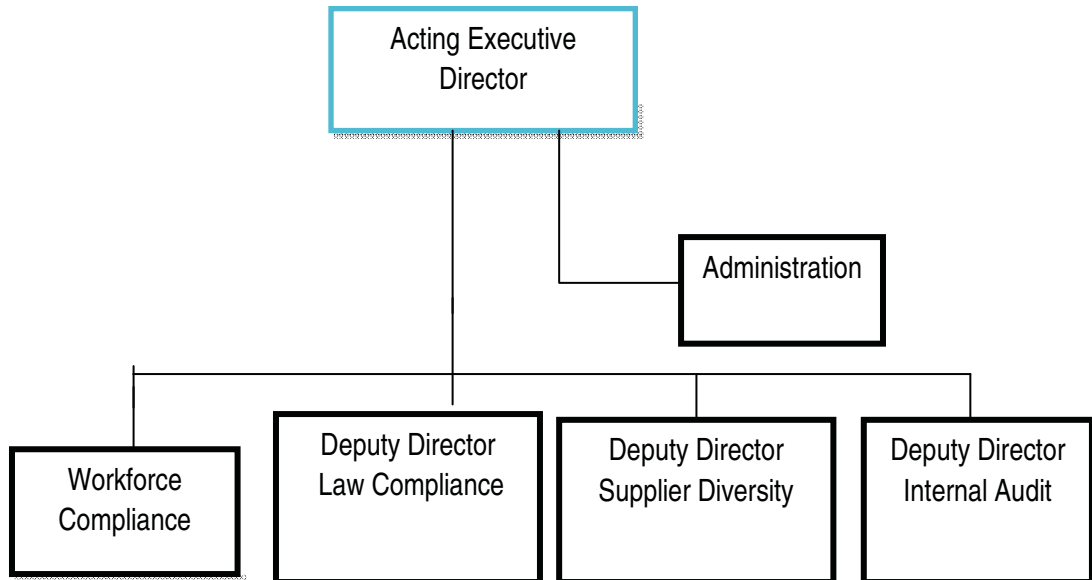 Acting Executive
Director
Administration
Workforce
Compliance
Deputy Director
Law Compliance
Deputy Director
Supplier Diversity
Deputy Director
Internal Audit